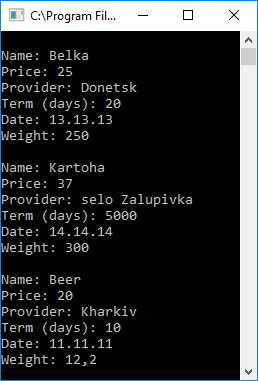 C:\Program Fil...
Name: Belka
Price: 25
Provider: Donetsk
Term (days): 20
Date: 13.13.13
Weight: 250
Name: Kartoha
Price: 37
Provider: selo Zalupivka
Term (days): 5000
Date: 14.14.14
Weight: 300
Name: Beer
Price: 20
Provider: Kharkiv
Term (days): 10
Date: 11.11.11
Weight: 12,2